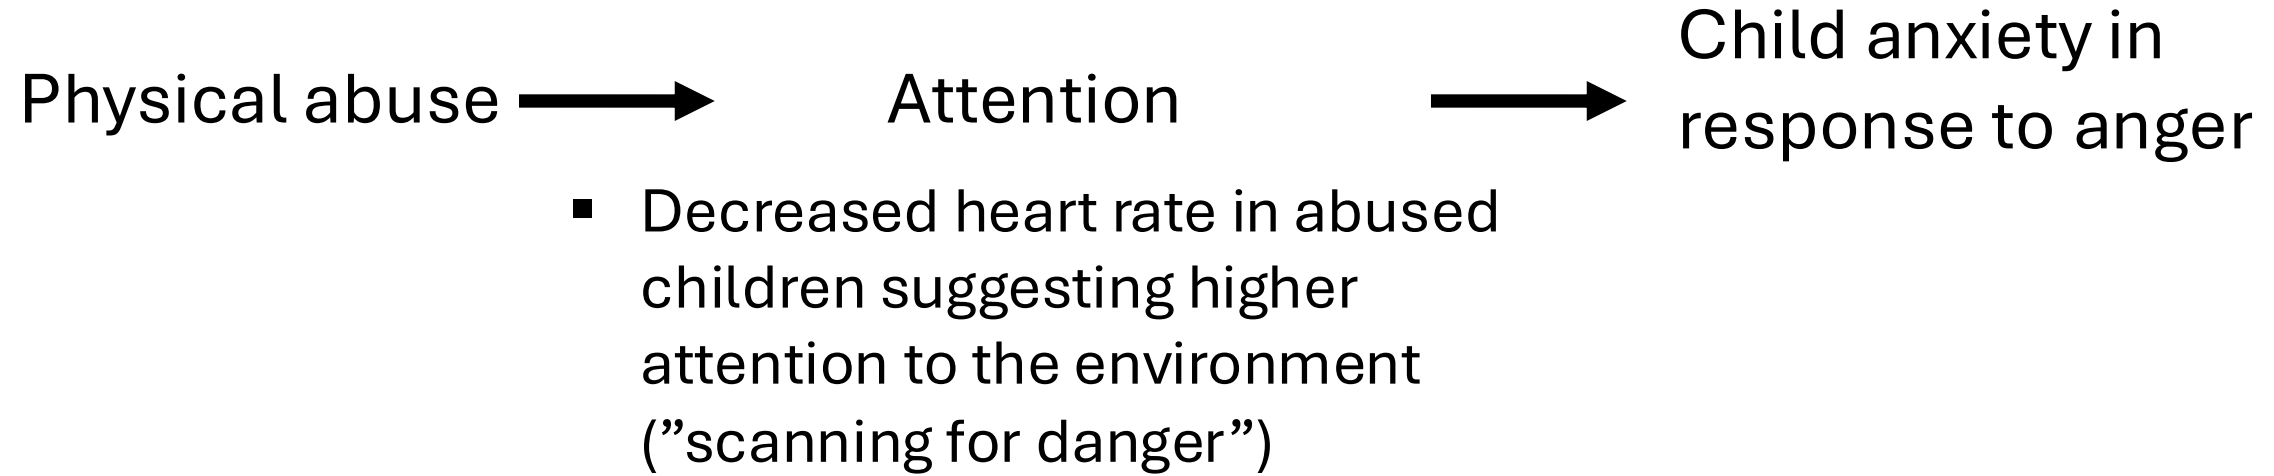 Physical abuse
Attention
Child anxiety in
response to anger
▪ Decreased heart rate in abused
children suggesting higher
attention to the environment
(”scanning for danger”)